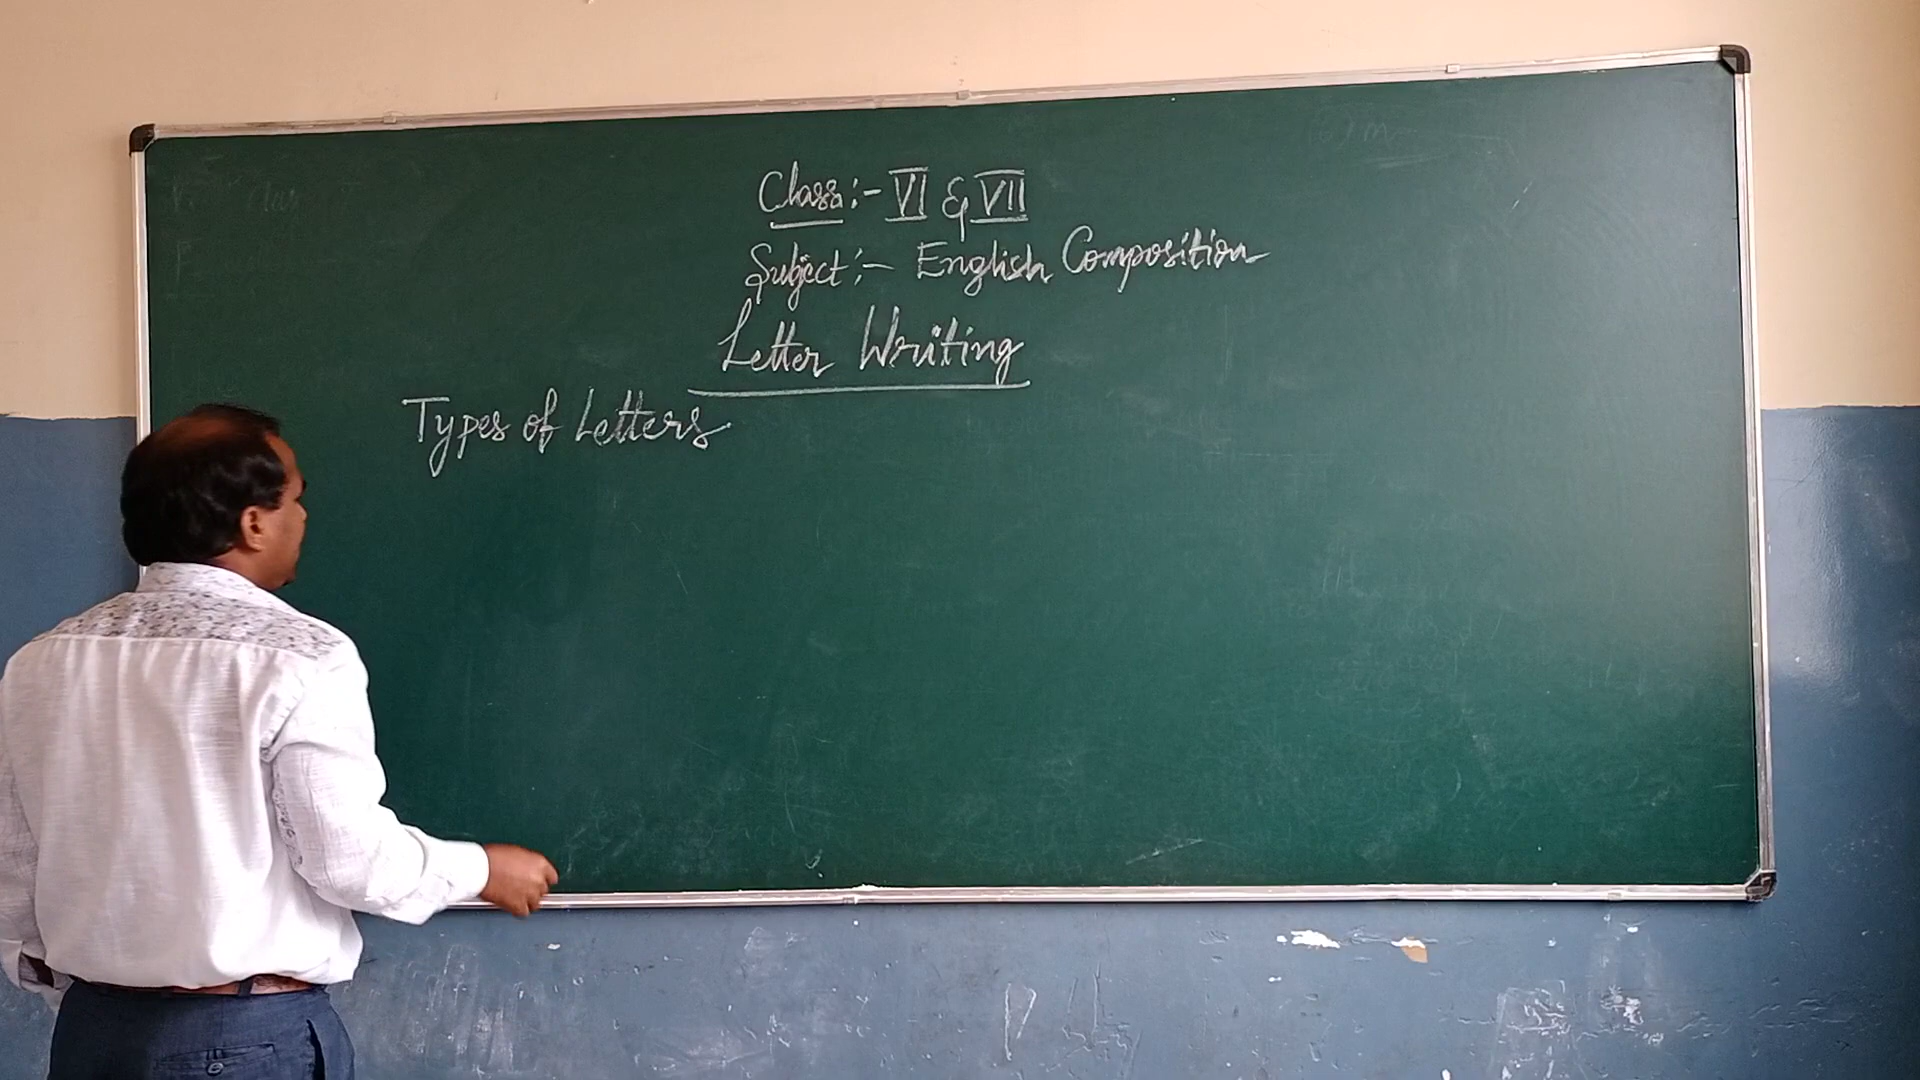 Class:- VI & VII
Subject:- English Composition
Letter Writing
Types of Letters